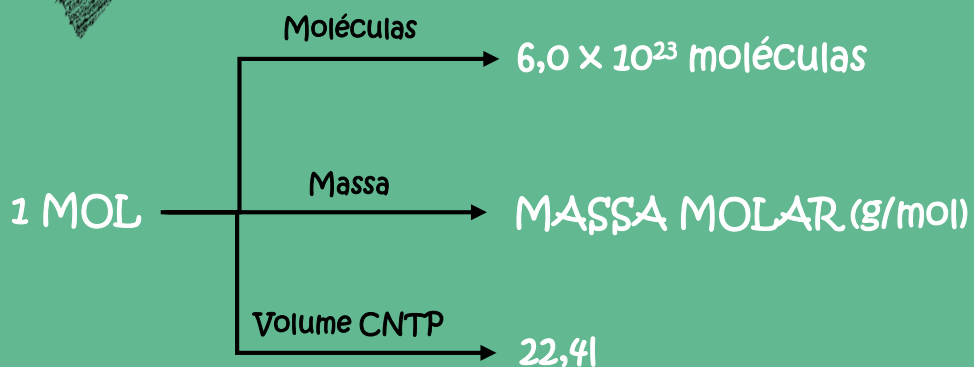 Moléculas
6,0 x 10²³ moléculas
Massa
1 MOL
MASSA MOLAR (g/mol)
Volume CNTP
22,4l